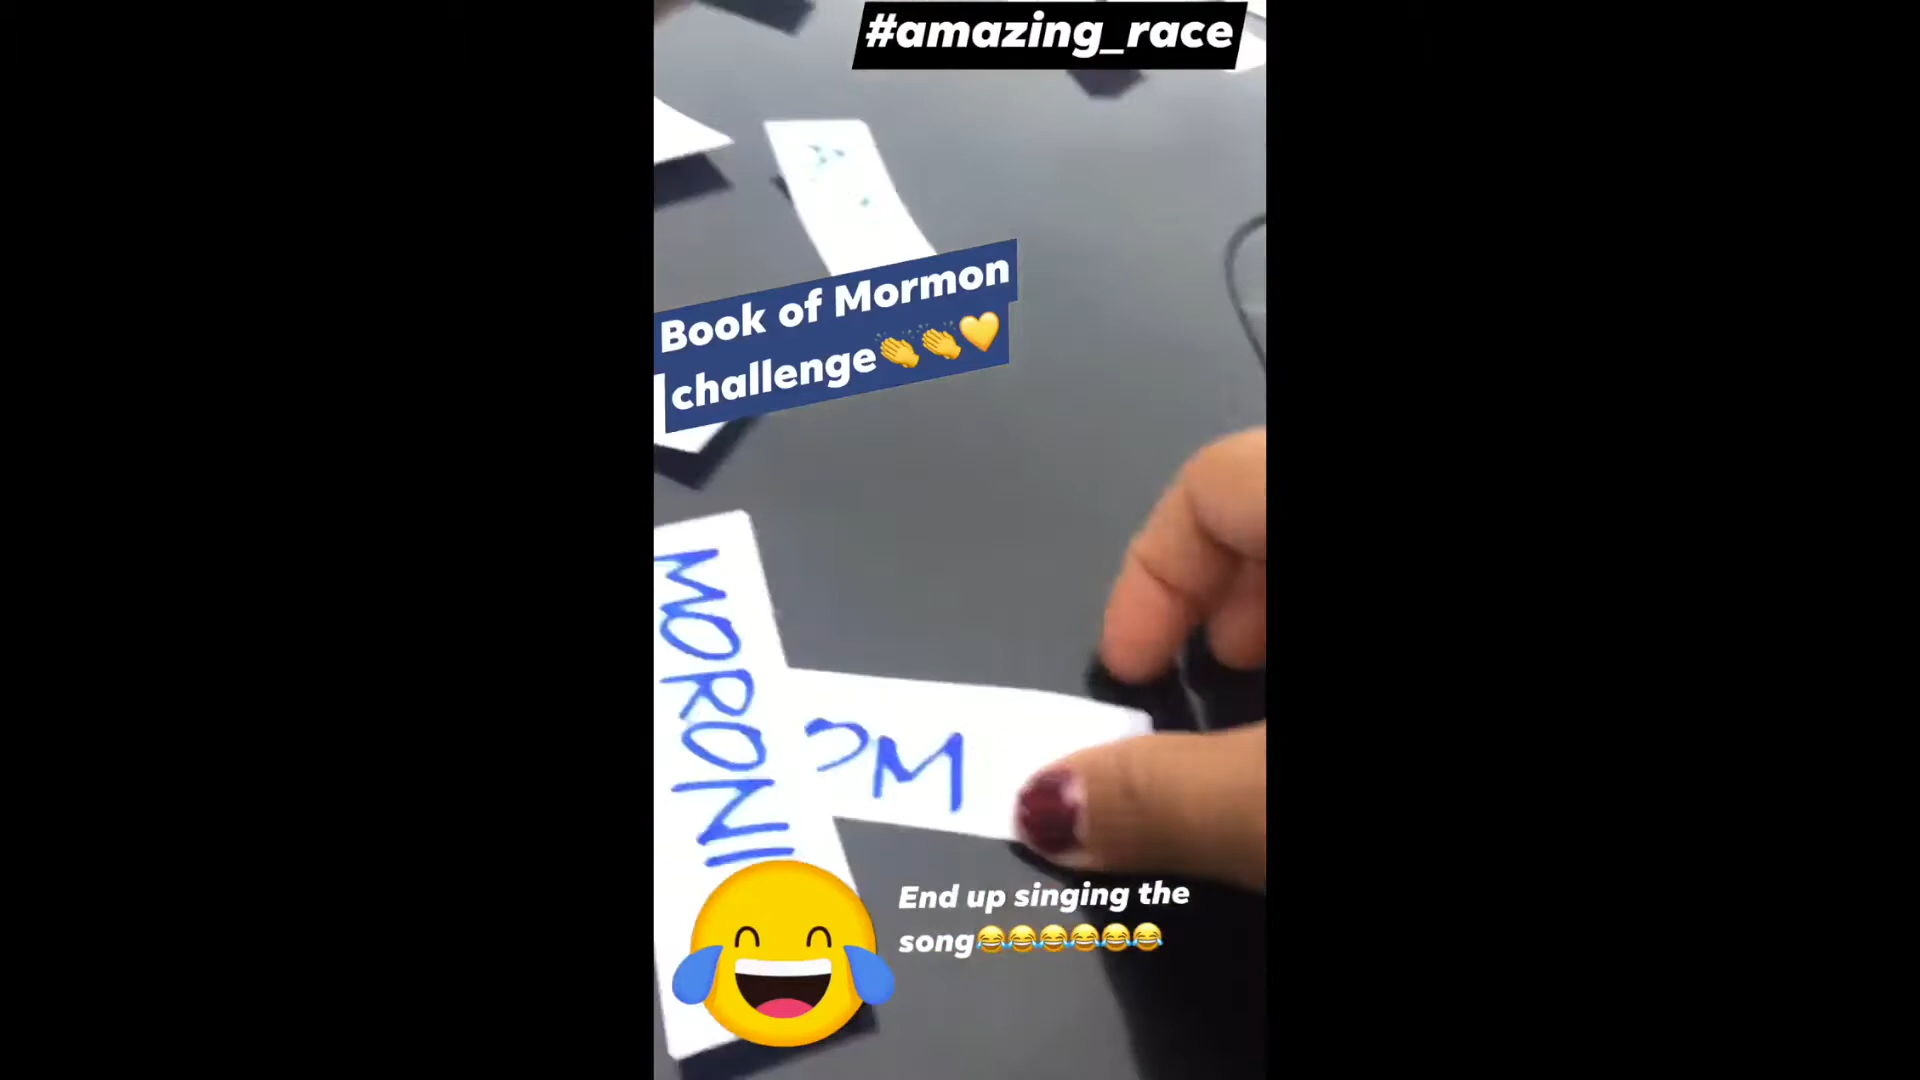 #amazing_race
Book of Mormon
challenge👏👏💛
MORONI
End up singing the
song😂😂😂😂😂😂